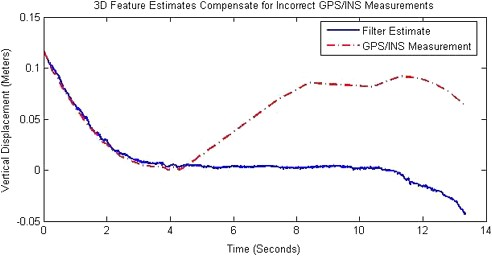 3D Feature Estimates Compensate for Incorrect GPS/INS Measurements
Filter Estimate
GPS/INS Measurement
Vertical Displacement (Meters)
0.15
0.1
0.05
0
-0.05
0 2 4 6 8 10 12 14
Time (Seconds)